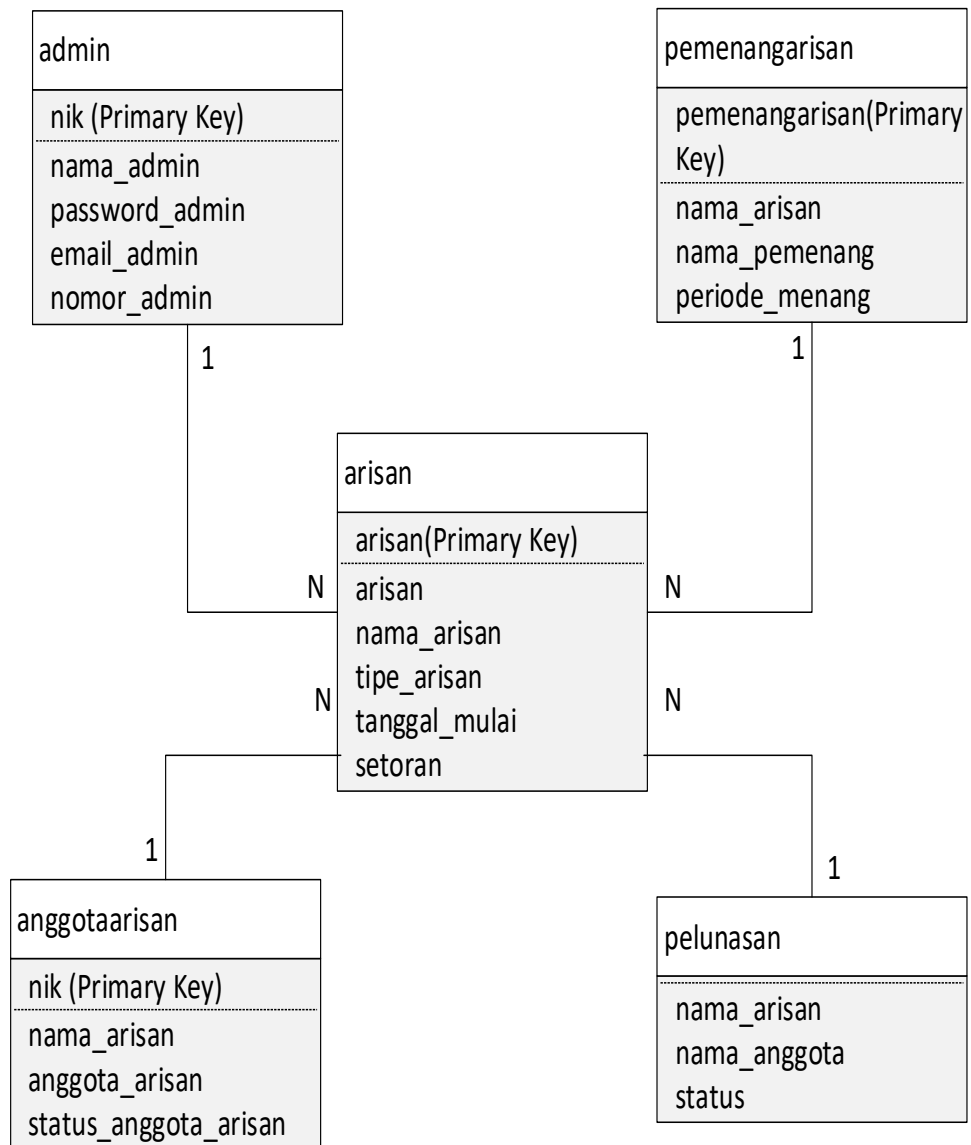 admin
nik (Primary Key)
nama_admin
password_admin
email_admin
nomor_admin
1
pemenangarisan
pemenangarisan(Primary
Key)
nama_arisan
nama_pemenang
periode_menang
1
arisan
arisan(Primary Key)
arisan
nama_arisan
tipe_arisan
tanggal_mulai
setoran
N
N
N
N
1
anggotaarisan
nik (Primary Key)
nama_arisan
anggota_arisan
status_anggota_arisan
1
pelunasan
nama_arisan
nama_anggota
status